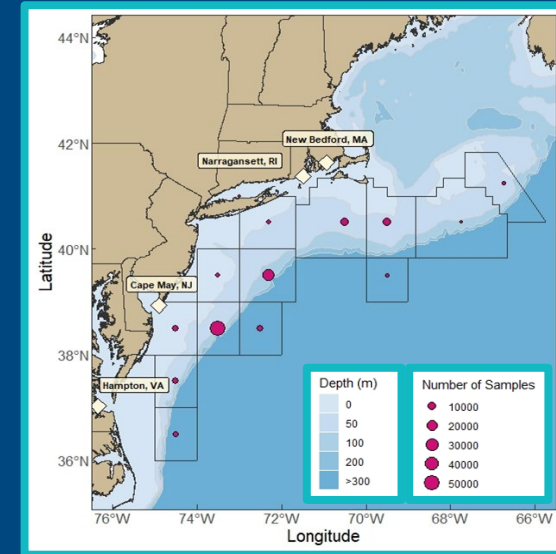 44°N
42°N
40°N
38°N
36°N
Latitude
New Bedford, MA
Narragansett, RI
Cape May, NJ
Hampton, VA
Depth (m)
0
50
100
200
>300
Number of Samples
10000
20000
30000
40000
50000
76°W 74°W 72°W 70°W 68°W 66°W
Longitude